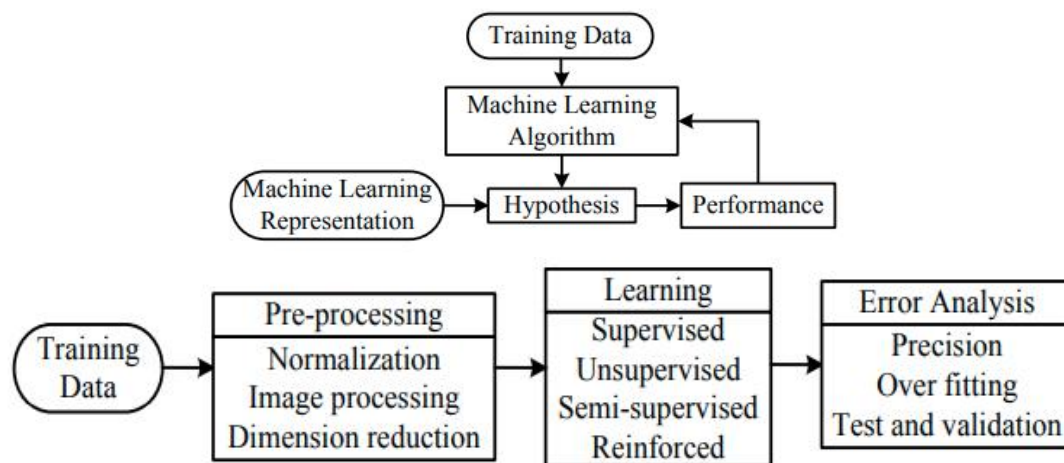 Training Data
Machine Learning
Algorithm
Machine Learning
Representation
Hypothesis
Performance
Training
Data
Pre-processing
Normalization
Image processing
Dimension reduction
Learning
Supervised
Unsupervised
Semi-supervised
Reinforced
Error Analysis
Precision
Over fitting
Test and validation